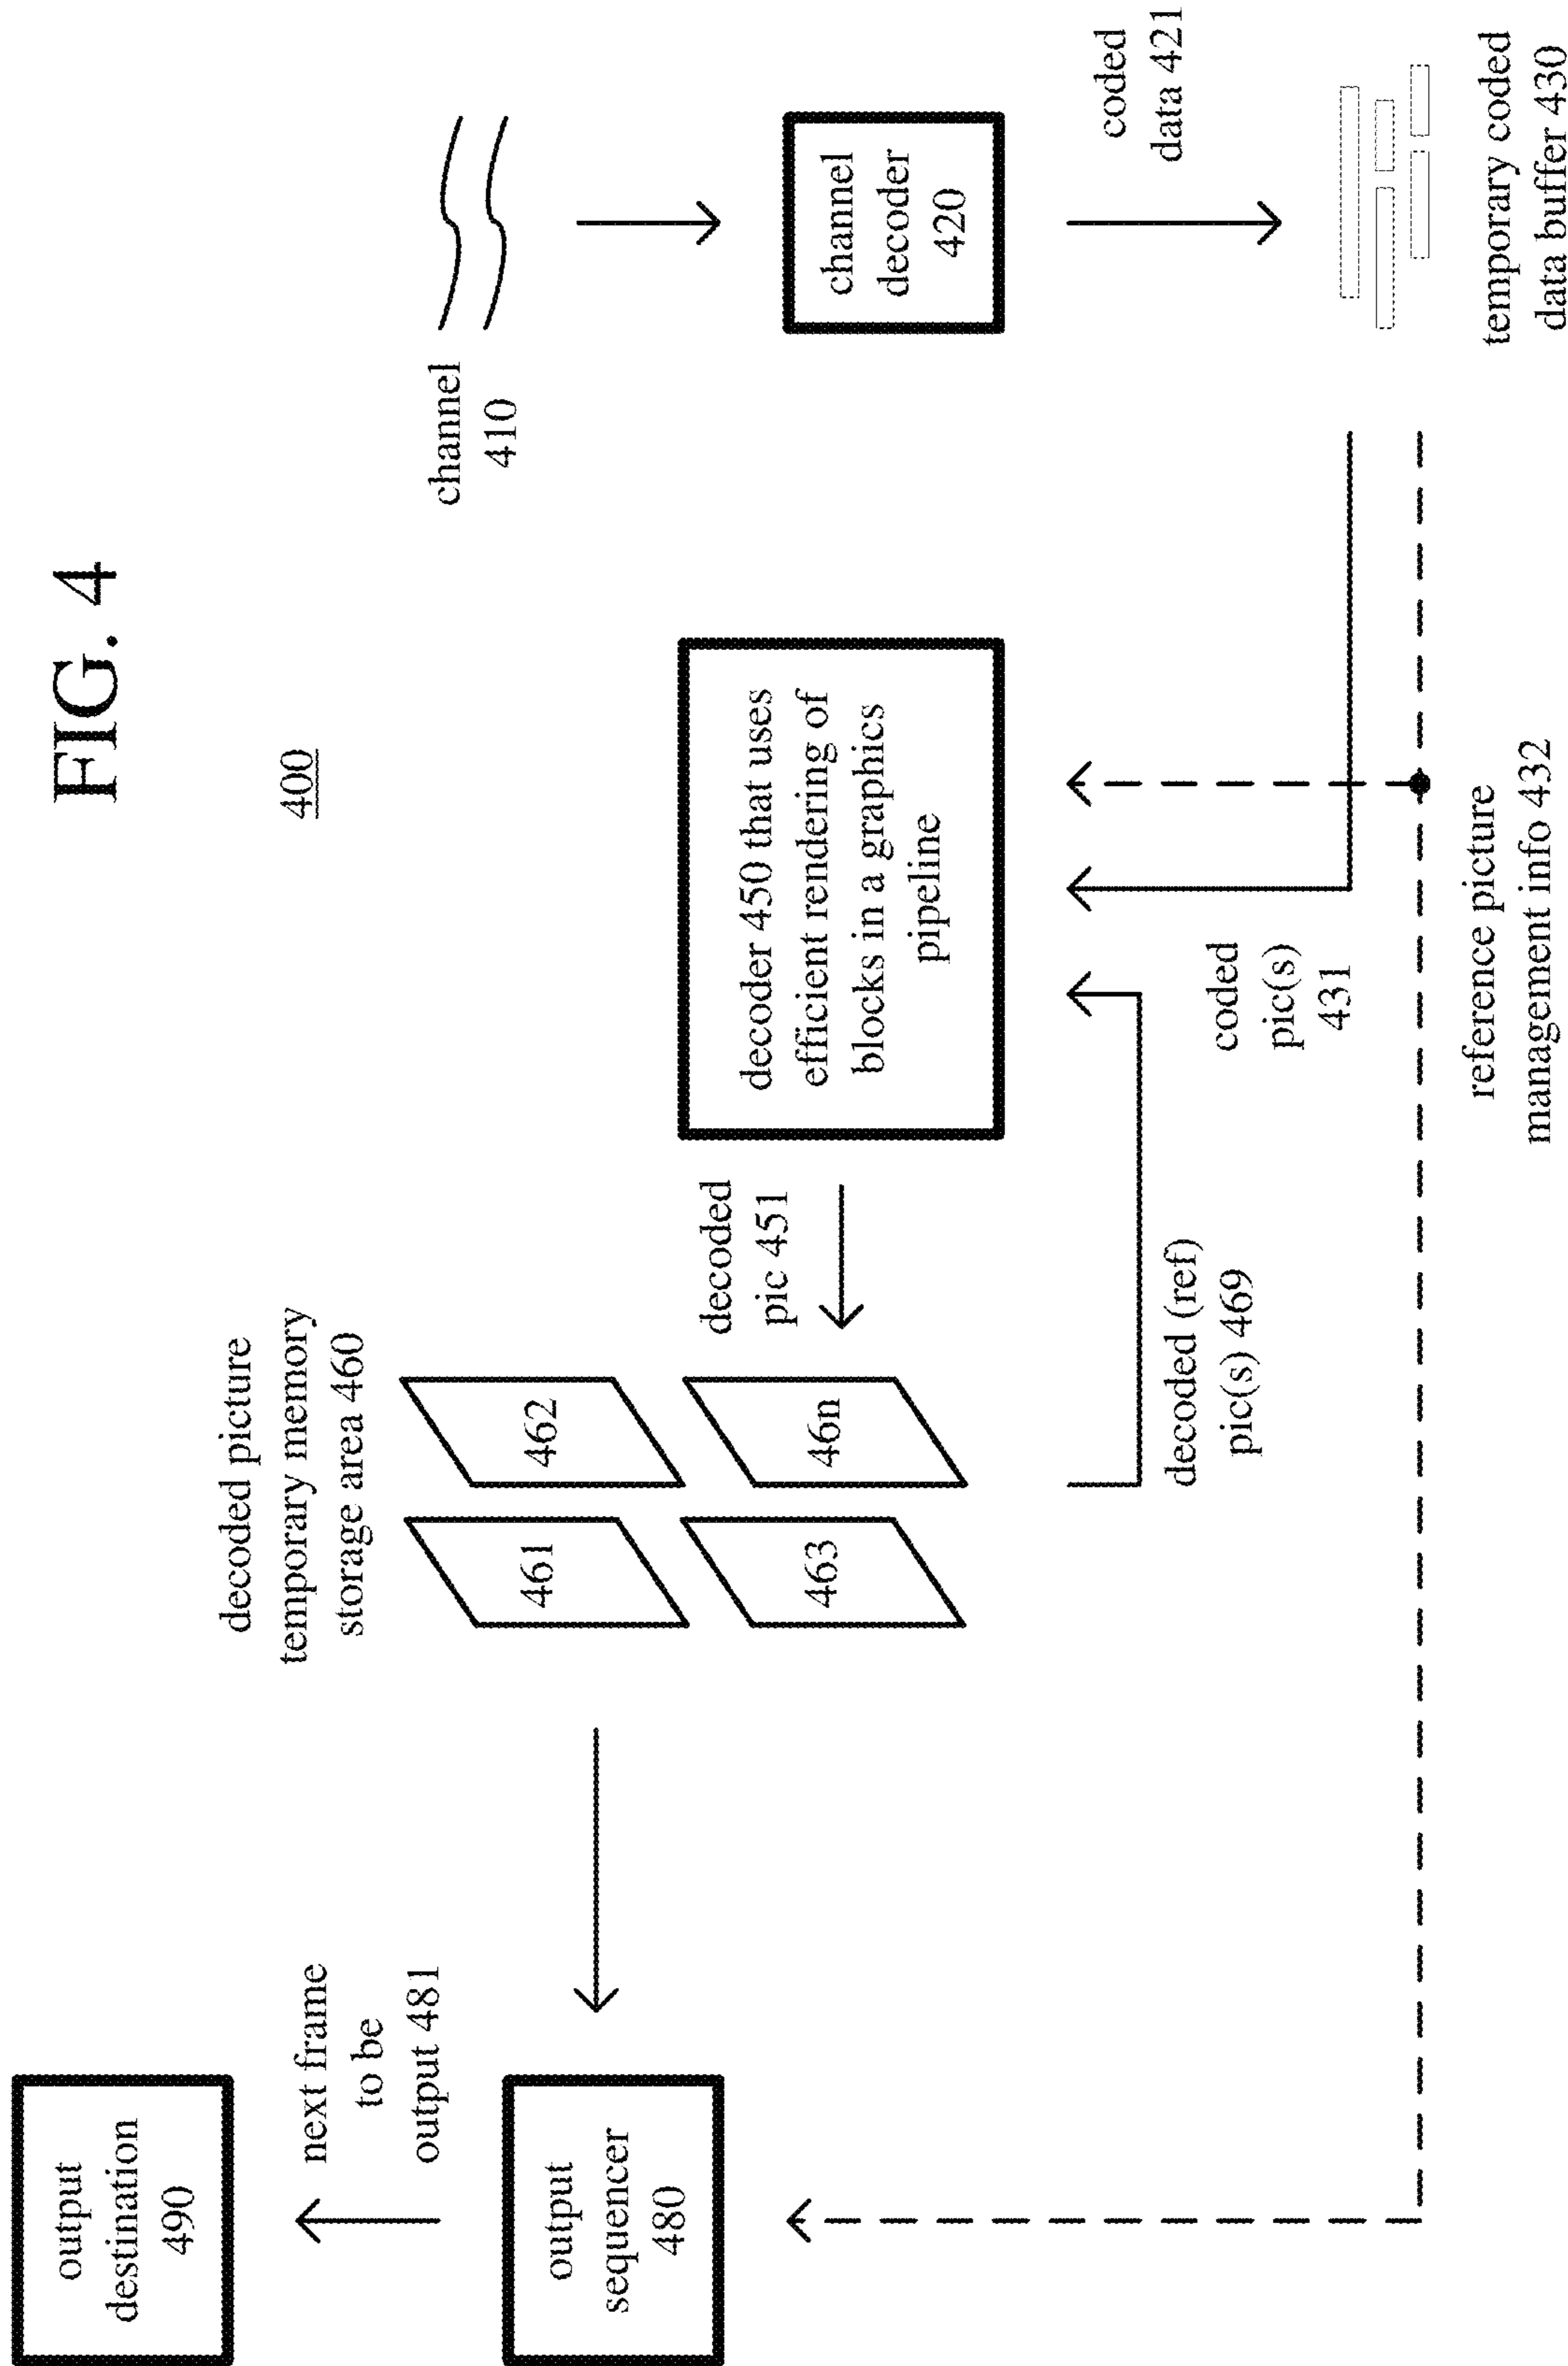 FIG. 4
400
output
destination
490
next frame
to be
output 481
output
sequencer
480
decoded picture
temporary memory
storage area 460
461
462
463
46n
decoded
pic 451
decoded (ref)
pic(s) 469
decoder 450 that uses
efficient rendering of
blocks in a graphics
pipeline
coded
pic(s)
431
reference picture
management info 432
channel
410
channel
decoder
420
coded
data 421
temporary coded
data buffer 430